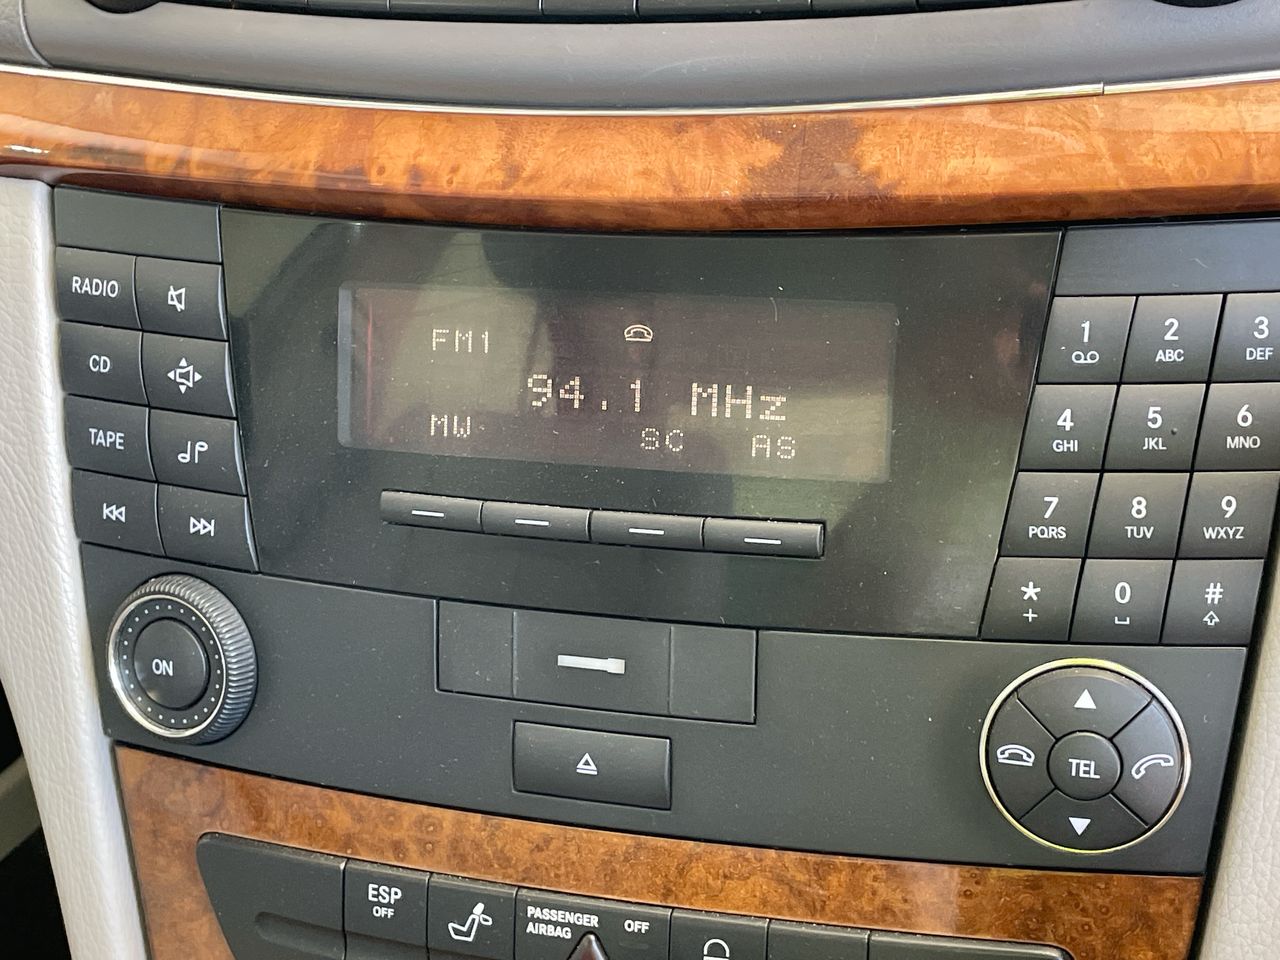 RADIO
CD
TAPE
ON
FM1
94.1 MHz
MW SC AS
1
2 ABC
3 DEF
4 GHI
5 JKL
6 MNO
7 PQRS
8 TUV
9 WXYZ
* +
0
#
TEL
ESP
OFF
PASSENGER
AIRBAG
OFF